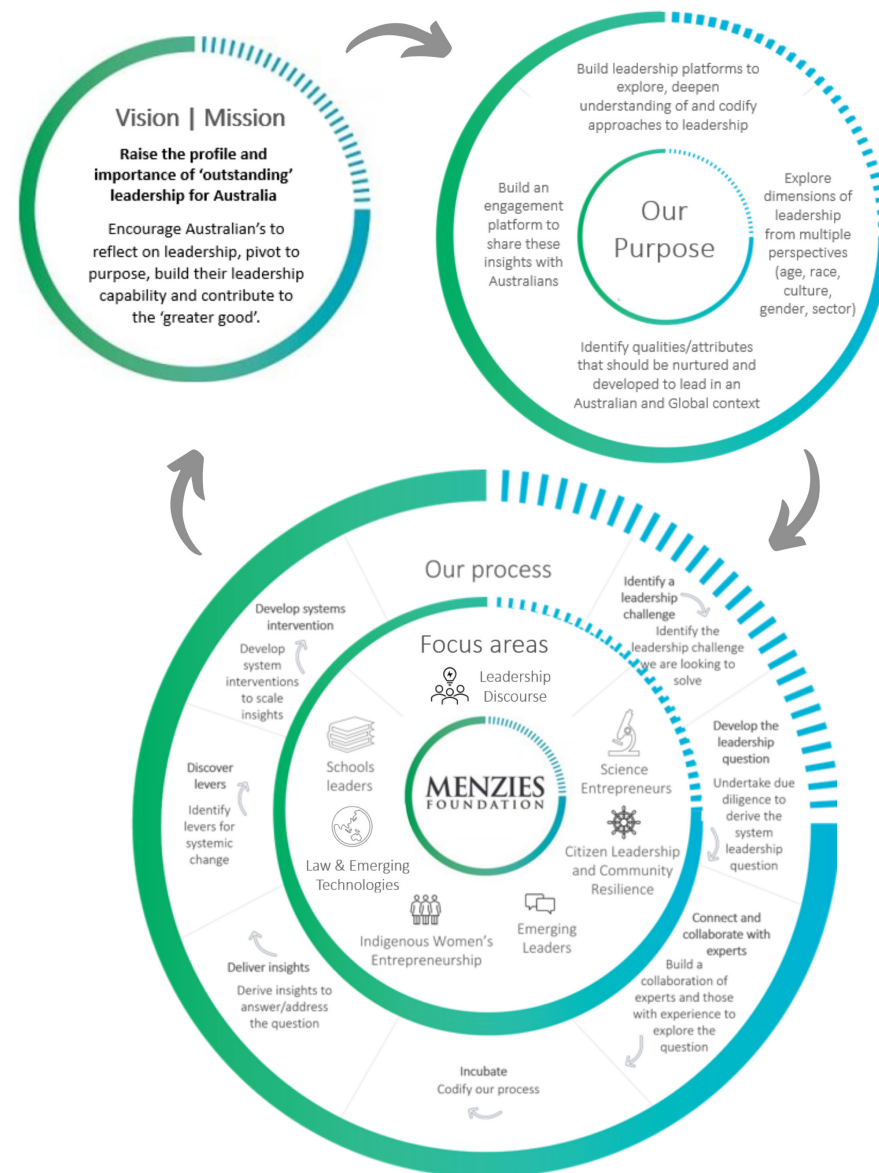 Vision | Mission
Raise the profile and
importance of ‘outstanding’
leadership for Australia
Encourage Australian’s to
reflect on leadership, pivot to
purpose, build their leadership
capability and contribute to
the ‘greater good’.
Build leadership platforms to
explore, deepen
understanding of and codify
approaches to leadership
Build an
engagement
platform to
share these
insights with
Australians
Our
Purpose
Explore
dimensions of
leadership
from multiple
perspectives
(age, race,
culture,
gender, sector)
Identify qualities/attributes
that should be nurtured and
developed to lead in an
Australian and Global context
Our process
Identify a
leadership
challenge
Identify the
leadership challenge
we are looking to
solve
Develop the
leadership
question
Undertake due
diligence to
derive the
system
leadership
question
Connect and
collaborate with
experts
Build a
collaboration of
experts and those
with experience to
explore the
question
Incubate
Codify our process
Deliver insights
Derive insights to
answer/address
the question
Discover
levers
Identify
levers for
systemic
change
Develop systems
intervention
Develop
system
interventions
to scale
insights
Focus areas
Leadership
Discourse
Science
Entrepreneurs
Citizen Leadership
and Community
Resilience
Emerging
Leaders
Indigenous Women’s
Entrepreneurship
Law & Emerging
Technologies
Schools
leaders
MENZIES
FOUNDATION